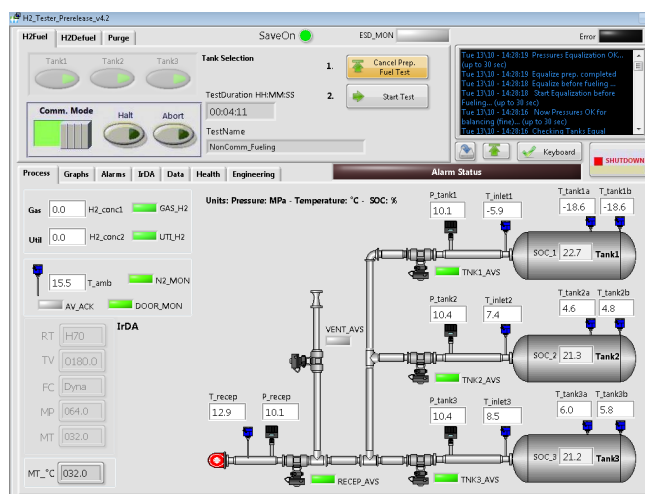 H2_Tester_Prerelease_v4.2
H2Fuel H2Defuel Purge
SaveOn
ESD_MON
Error
Tank1 Tank2 Tank3
Tank Selection
1. Cancel Prep.
Fuel Test
TestDuration HH:MM:SS
00:04:11
2. Start Test
TestName
NonComm_Fueling
Comm. Mode
Halt Abort
Tue 13\10 - 14:28:19 Pressures Equalization OK...
(up to 30 sec)
Tue 13\10 - 14:28:19 Equalize prep. completed
Tue 13\10 - 14:28:18 Equalize before fueling ...
Tue 13\10 - 14:28:18 Start Equalization before
Fueling... (up to 30 sec)
Tue 13\10 - 14:28:16 Now Pressures OK for
balancing (fine)... (up to 30 sec)
Tue 13\10 - 14:28:16 Checking Tanks Equal
Keyboard
SHUTDOWN
Process Graphs Alarms IrDA Data Health Engineering
Alarm Status
Gas 0.0 H2_conc1 GAS_H2
Util 0.0 H2_conc2 UTI_H2
15.5 T_amb N2_MON
AV_ACK DOOR_MON
IrDA
RT H70
TV 0180.0
FC Dyna
MP 064.0
MT 032.0
MT_°C 032.0
Units: Pressure: MPa - Temperature: °C - SOC: %
P_tank1 T_inlet1 T_tank1a T_tank1b
10.1 -5.9 -18.6 -18.6
SOC_1 22.7 Tank1
TNK1_AVS
P_tank2 T_inlet2 T_tank2a T_tank2b
10.4 7.4 4.6 4.8
VENT_AVS
SOC_2 21.3 Tank2
TNK2_AVS
T_recep P_recep
12.9 10.1
P_tank3 T_inlet3 T_tank3a T_tank3b
10.4 8.5 6.0 5.8
SOC_3 21.2 Tank3
RECEP_AVS
TNK3_AVS